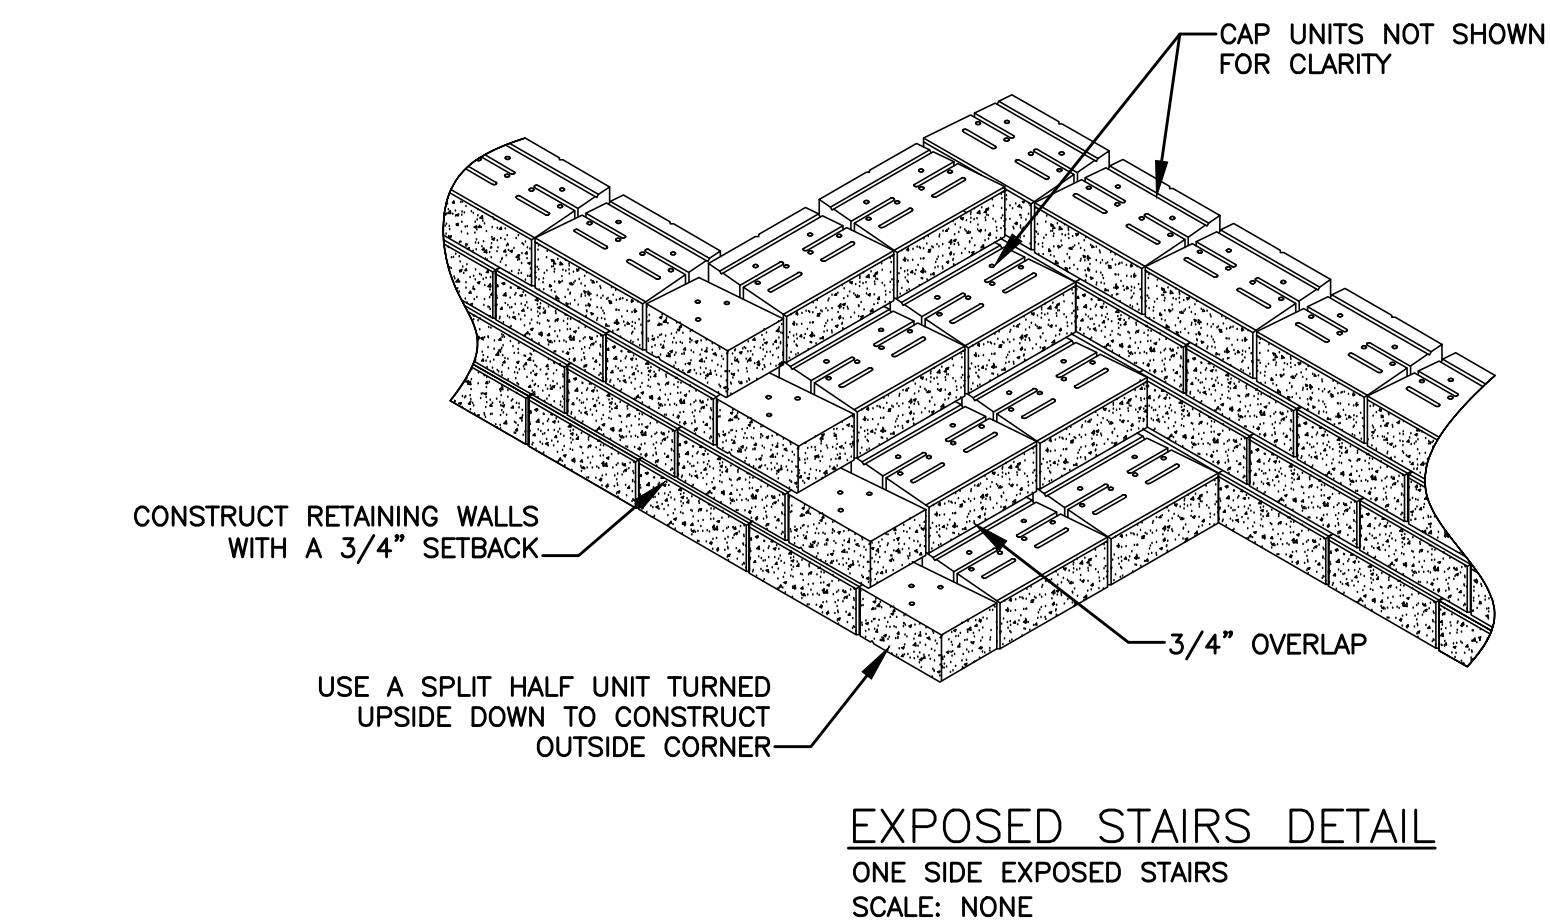 CAP UNITS NOT SHOWN
FOR CLARITY
CONSTRUCT RETAINING WALLS
WITH A 3/4” SETBACK
3/4” OVERLAP
USE A SPLIT HALF UNIT TURNED
UPSIDE DOWN TO CONSTRUCT
OUTSIDE CORNER
EXPOSED STAIRS DETAIL
ONE SIDE EXPOSED STAIRS
SCALE: NONE